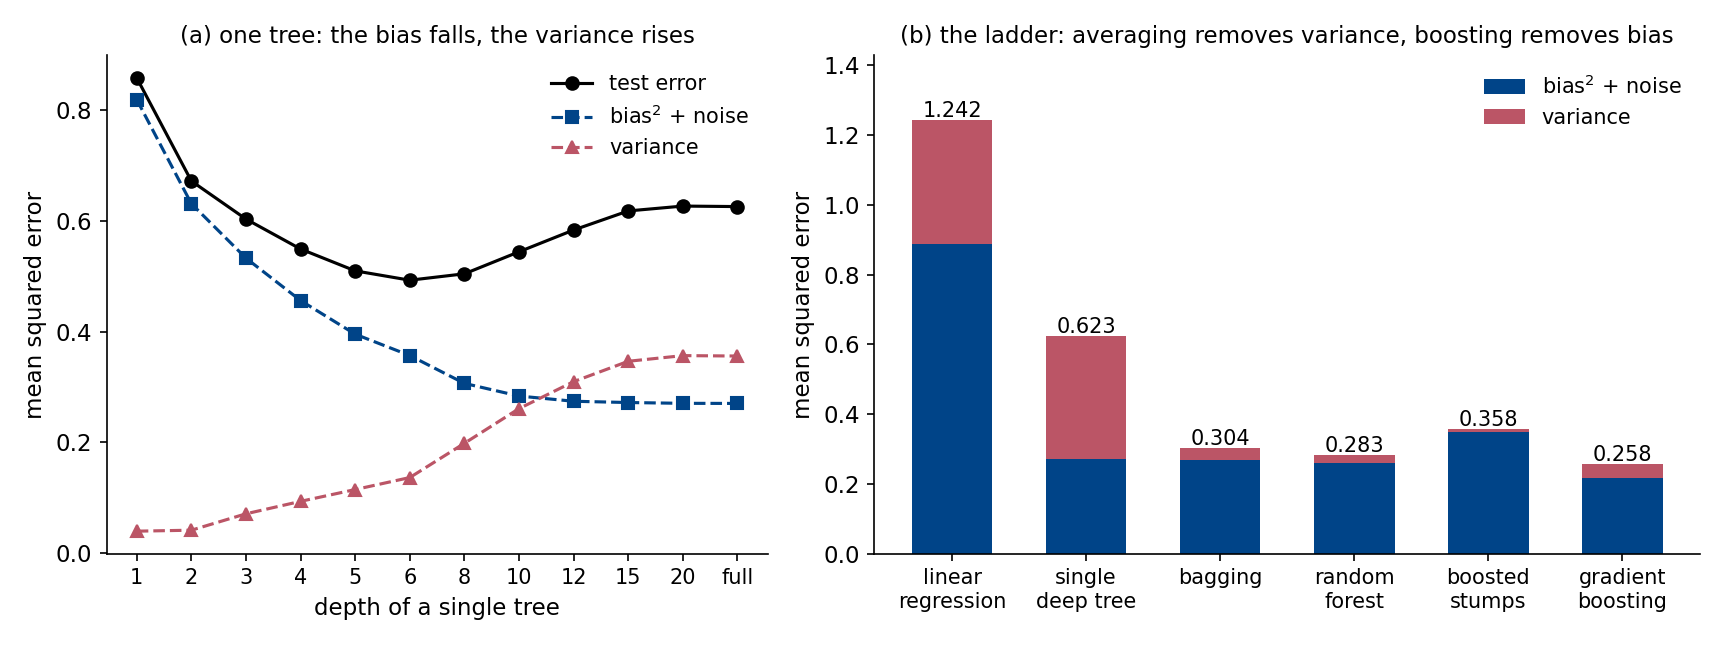 (a) one tree: the bias falls, the variance rises
mean squared error
0.8
0.6
0.4
0.2
0.0
test error
bias² + noise
variance
1 2 3 4 5 6 8 10 12 15 20 full
depth of a single tree
(b) the ladder: averaging removes variance, boosting removes bias
mean squared error
1.4
1.2
1.0
0.8
0.6
0.4
0.2
0.0
bias² + noise
variance
1.242
0.623
0.304
0.283
0.358
0.258
linear
regression
single
deep tree
bagging
random
forest
boosted
stumps
gradient
boosting